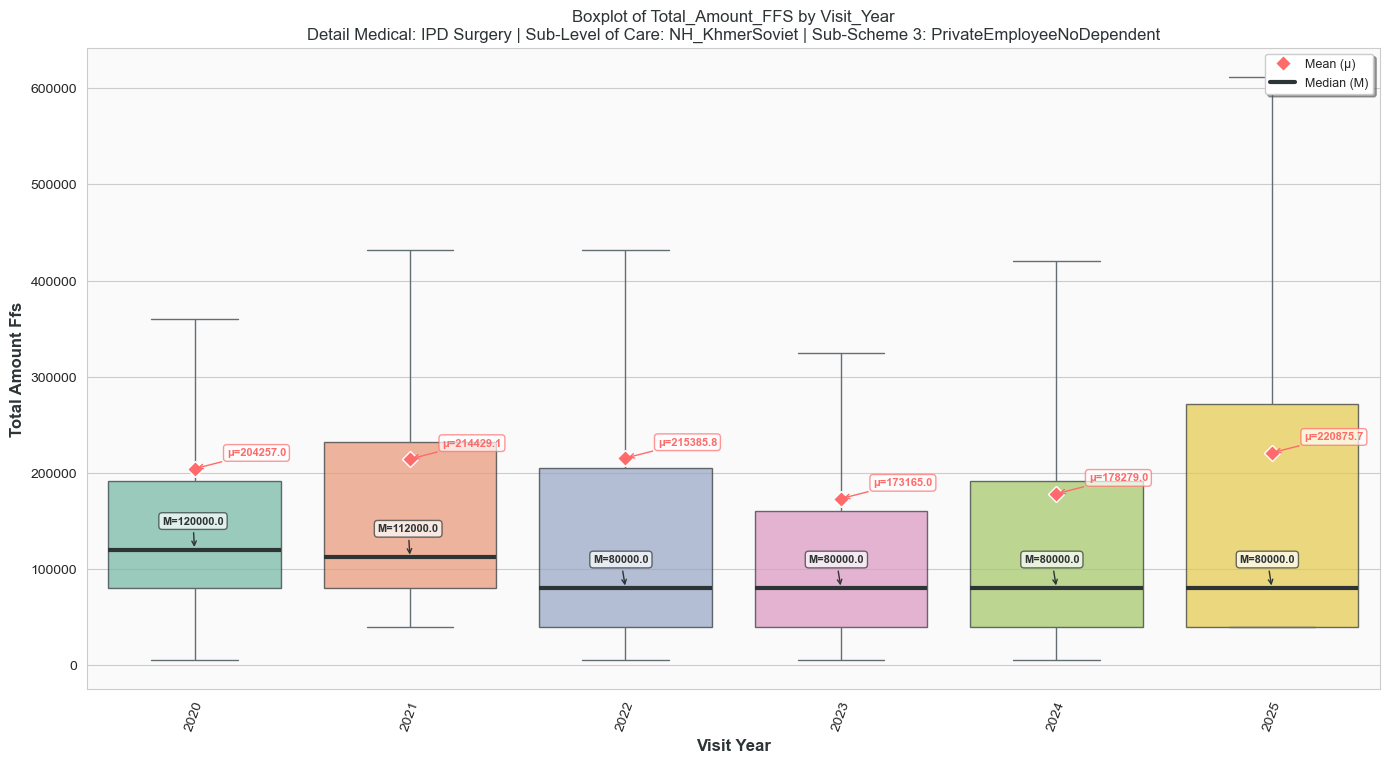 Boxplot of Total_Amount_FFS by Visit_Year
Detail Medical: IPD Surgery | Sub-Level of Care: NH_KhmerSoviet | Sub-Scheme 3: PrivateEmployeeNoDependent
Mean (μ)
Median (M)
Total Amount Ffs
600000
500000
400000
300000
200000
100000
0
μ=204257.0
μ=214429.1
μ=215385.8
μ=173165.0
μ=178279.0
μ=220875.7
M=120000.0
M=112000.0
M=80000.0
M=80000.0
M=80000.0
M=80000.0
2020
2021
2022
2023
2024
2025
Visit Year